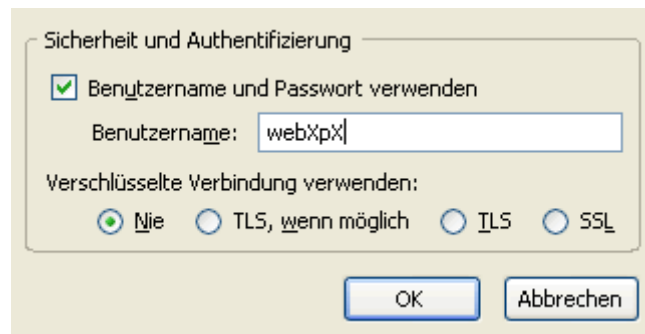 Sicherheit und Authentifizierung
Benutzername und Passwort verwenden
Benutzername: webXpX
Verschlüsselte Verbindung verwenden:
Nie TLS, wenn möglich TLS SSL
OK Abbrechen